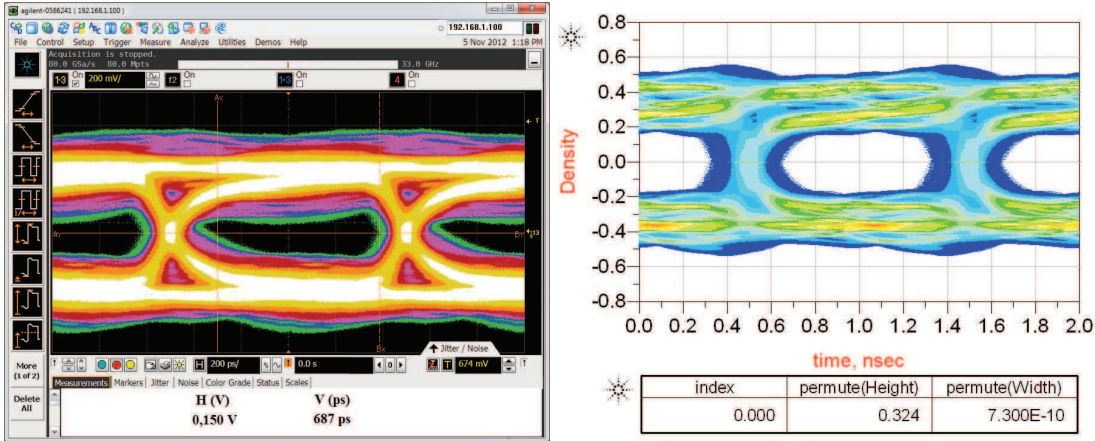 agilent-0586241 ( 192.168.1.100 )
192.168.1.100
File Control Setup Trigger Measure Analyze Utilities Demos Help
5 Nov 2012 1:18 PM
Acquisition is stopped.
80.0 GSa/s 80.0 Mpts
33.0 GHz
1-3 On 200 mV/
On
1-3 On
4 On
Ax
T
Ay
By
Bx
More
(1 of 2)
Delete
All
Jitter / Noise
H 200 ps/
0.0 s
0
T 674 mV
Measurements Markers Jitter Noise Color Grade Status Scales
H (V) V (ps)
0,150 V 687 ps
Density
0.8
0.6
0.4
0.2
0.0
-0.2
-0.4
-0.6
-0.8
0.0 0.2 0.4 0.6 0.8 1.0 1.2 1.4 1.6 1.8 2.0
time, nsec
index permute(Height) permute(Width)
0.000 0.324 7.300E-10